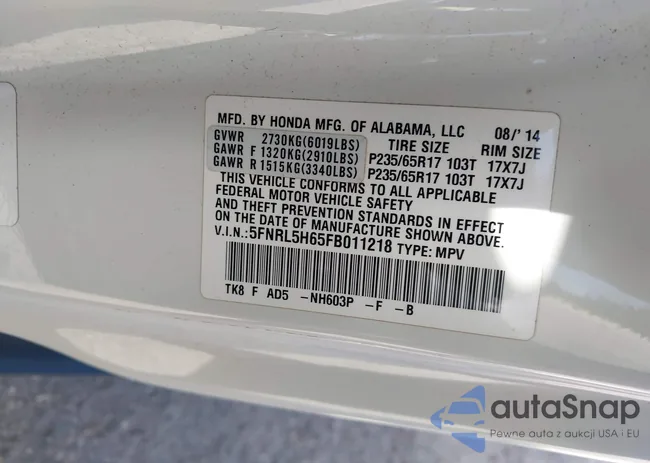 MFD. BY HONDA MFG. OF ALABAMA, LLC 08/' 14
GVWR 2730KG(6019LBS) TIRE SIZE RIM SIZE
GAWR F 1320KG(2910LBS) P235/65R17 103T 17X7J
GAWR R 1515KG(3340LBS) P235/65R17 103T 17X7J
THIS VEHICLE CONFORMS TO ALL APPLICABLE
FEDERAL MOTOR VEHICLE SAFETY
AND THEFT PREVENTION STANDARDS IN EFFECT
ON THE DATE OF MANUFACTURE SHOWN ABOVE.
V.I.N.:5FNRL5H65FB011218 TYPE: MPV
TK8 F AD5 -NH603P -F -B
autaSnap
Pewne auta z aukcji USA i EU